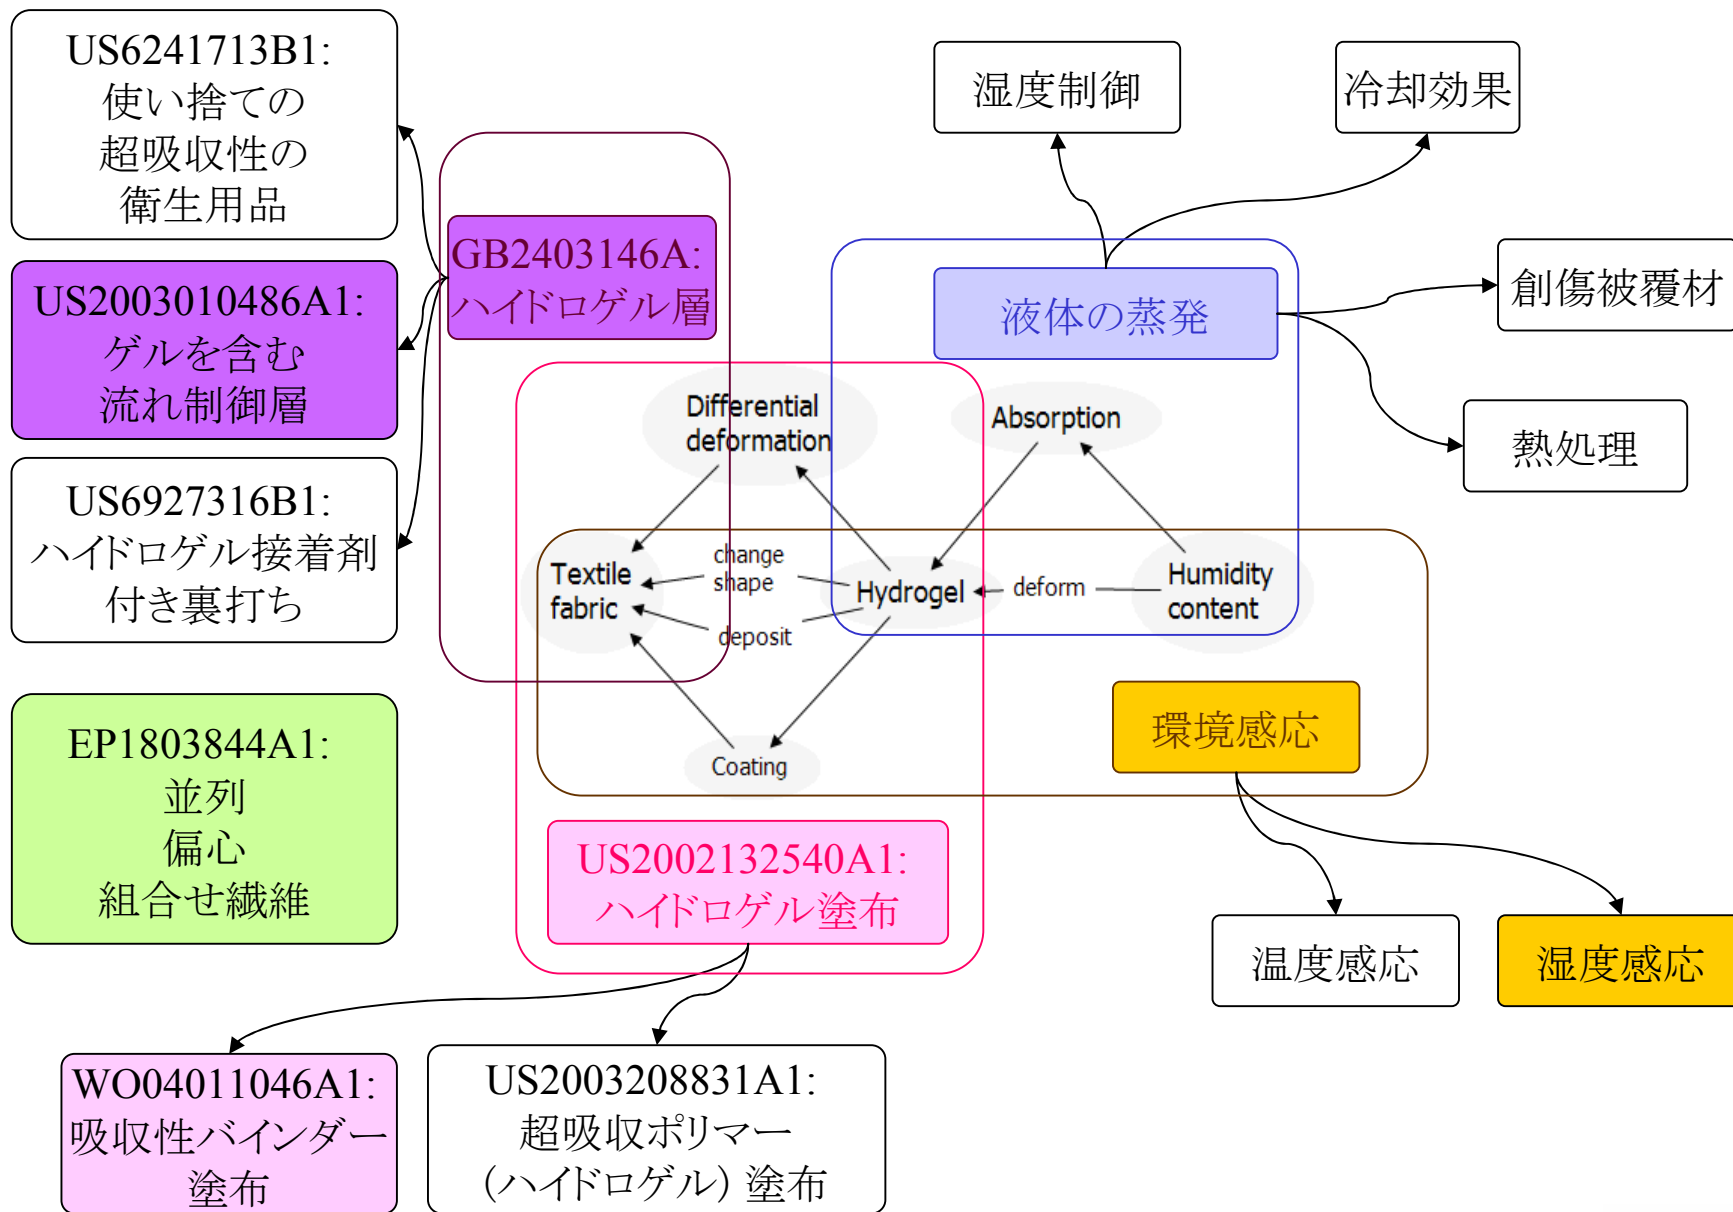 US6241713B1:
使い捨ての
超吸収性の
衛生用品
US2003010486A1:
ゲルを含む
流れ制御層
US6927316B1:
ハイドロゲル接着剤
付き裏打ち
EP1803844A1:
並列
偏心
組合せ繊維
GB2403146A:
ハイドロゲル層
湿度制御
冷却効果
液体の蒸発
創傷被覆材
熱処理
Differential
deformation
Absorption
Textile
fabric
change
shape
deposit
Hydrogel
deform
Humidity
content
Coating
環境感応
US2002132540A1:
ハイドロゲル塗布
温度感応
湿度感応
WO04011046A1:
吸収性バインダー
塗布
US2003208831A1:
超吸収ポリマー
(ハイドロゲル) 塗布